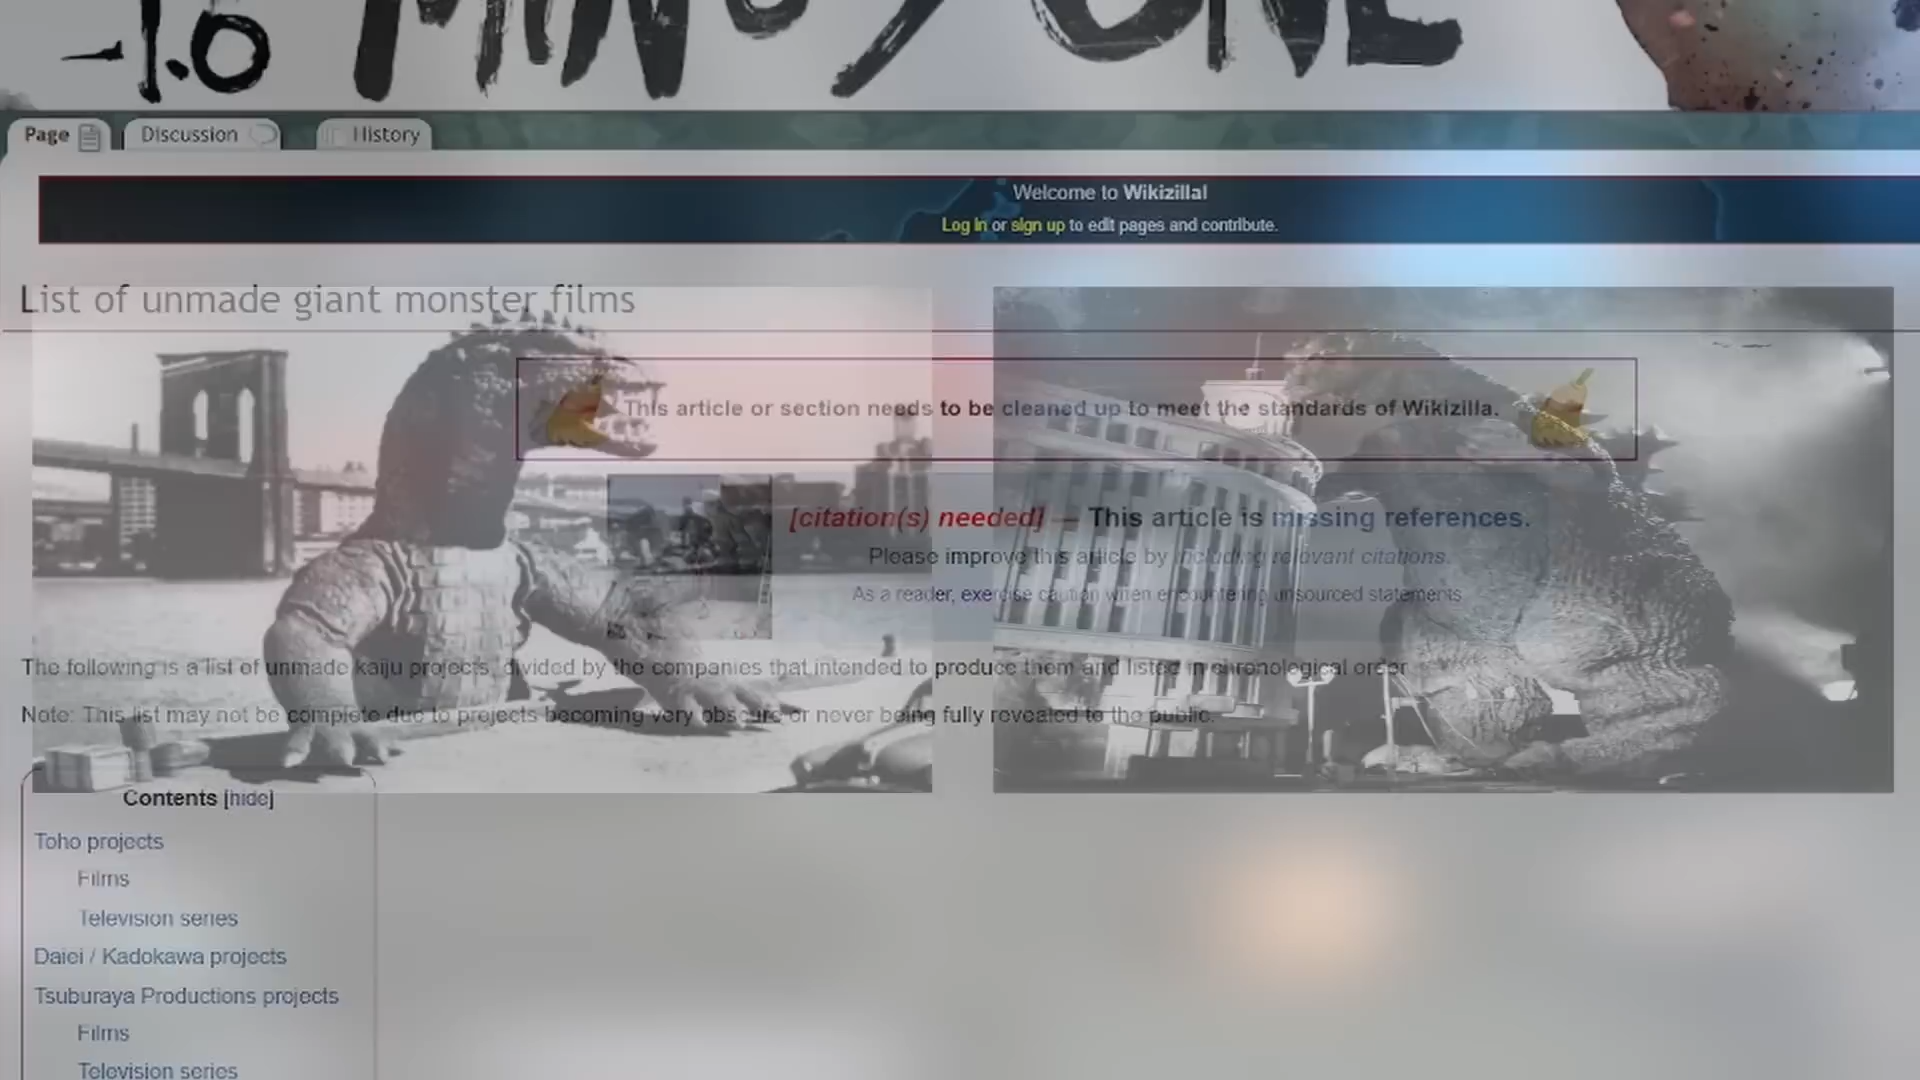 -1.0 MINUS ONE
Page
Discussion
History
Welcome to Wikizilla!
Log in or sign up to edit pages and contribute.
List of unmade giant monster films
This article or section needs to be cleaned up to meet the standards of Wikizilla.
[citation(s) needed] — This article is missing references.
Please improve this article by including relevant citations.
As a reader, exercise caution when encountering unsourced statements.
The following is a list of unmade kaiju projects, divided by the companies that intended to produce them and listed in chronological order
Note: This list may not be complete due to projects becoming very obscure or never being fully revealed to the public.
Contents [hide]
Toho projects
Films
Television series
Daiei / Kadokawa projects
Tsuburaya Productions projects
Films
Television series